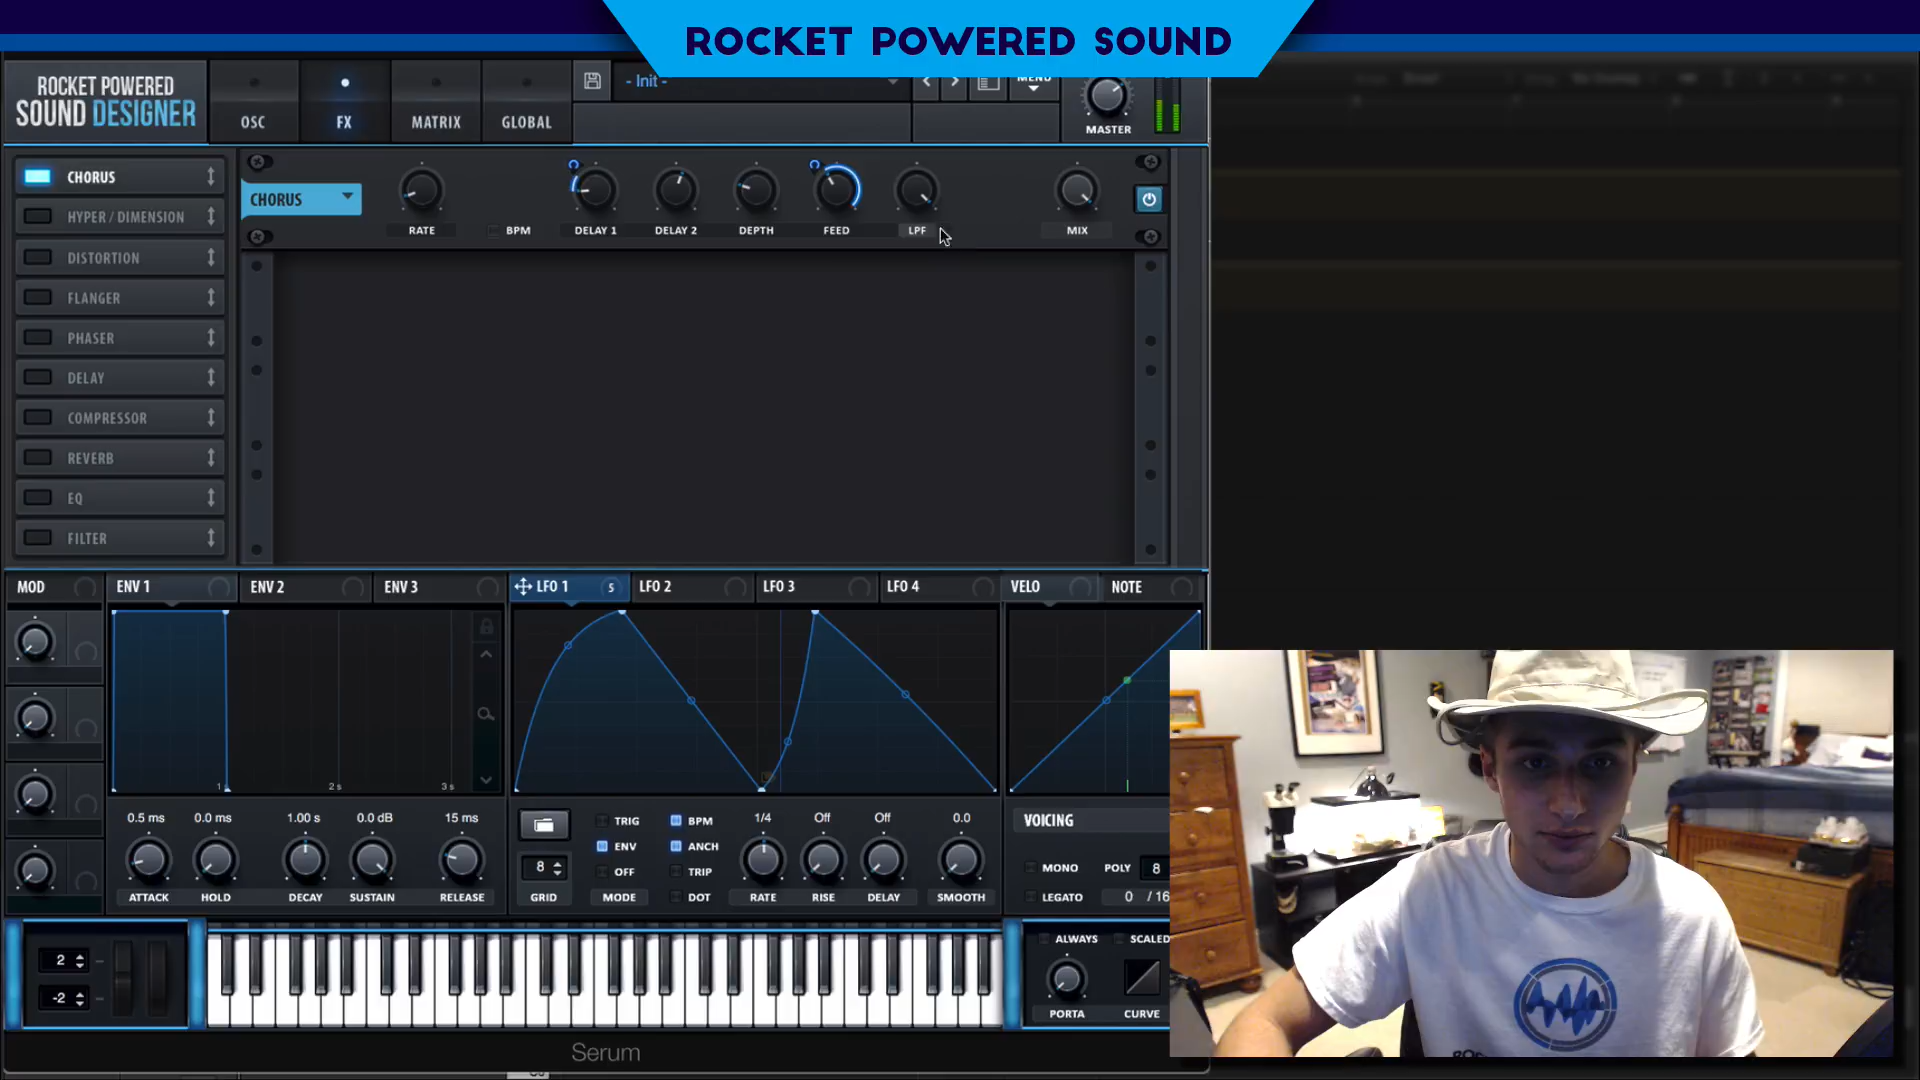 ROCKET POWERED SOUND
ROCKET POWERED
SOUND DESIGNER
OSC
FX
MATRIX
GLOBAL
- Init -
MENU
MASTER
CHORUS
HYPER / DIMENSION
DISTORTION
FLANGER
PHASER
DELAY
COMPRESSOR
REVERB
EQ
FILTER
CHORUS
RATE
BPM
DELAY 1
DELAY 2
DEPTH
FEED
LPF
MIX
MOD
ENV 1
ENV 2
ENV 3
LFO 1
5
LFO 2
LFO 3
LFO 4
VELO
NOTE
1
2s
3s
0.5 ms
0.0 ms
1.00 s
0.0 dB
15 ms
ATTACK
HOLD
DECAY
SUSTAIN
RELEASE
8
GRID
TRIG
ENV
OFF
MODE
BPM
ANCH
TRIP
DOT
1/4
Off
Off
0.0
RATE
RISE
DELAY
SMOOTH
VOICING
MONO
POLY
8
LEGATO
0 / 16
2
-2
ALWAYS
SCALED
PORTA
CURVE
Serum